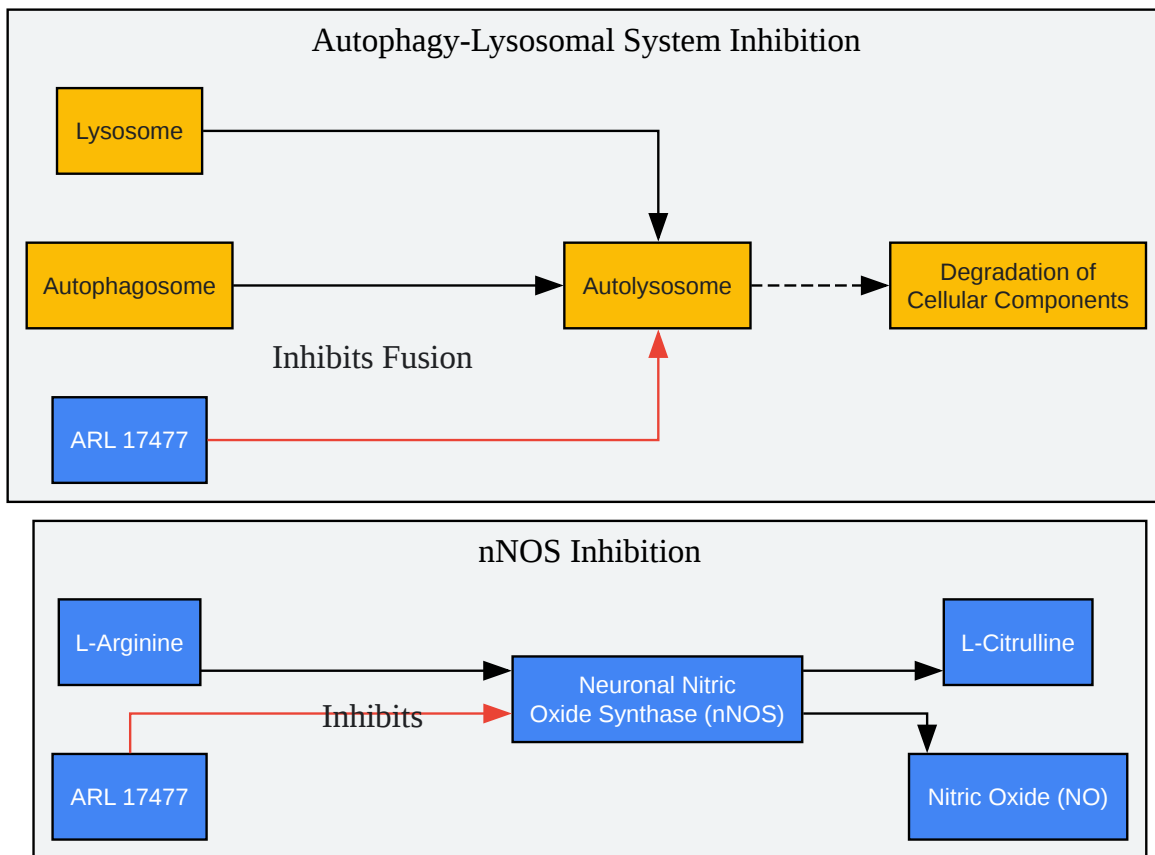 Autophagy-Lysosomal System Inhibition
Lysosome
Autophagosome
Autolysosome
Degradation of
Cellular Components
Inhibits Fusion
ARL 17477
nNOS Inhibition
L-Arginine
L-Citrulline
Neuronal Nitric
Oxide Synthase (nNOS)
Inhibits
ARL 17477
Nitric Oxide (NO)